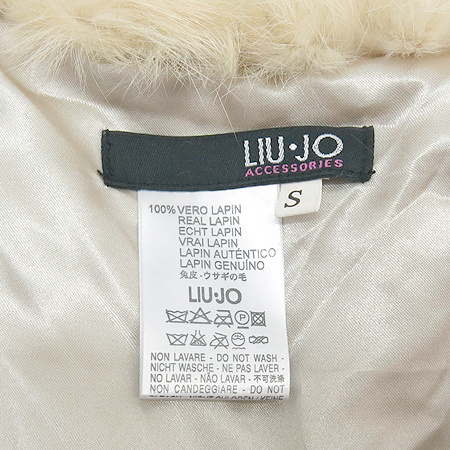 LIU·JO
ACCESSORIES
S
100% VERO LAPIN
REAL LAPIN
ECHT LAPIN
VRAI LAPIN
LAPIN AUTÉNTICO
LAPIN GENUÍNO
兔皮-ウサギの毛
LIU·JO
NON LAVARE - DO NOT WASH -
NICHT WASCHE - NE PAS LAVER -
NO LAVAR - NÃO LAVAR - 不可洗滌
NON CANDEGGIARE - DO NOT